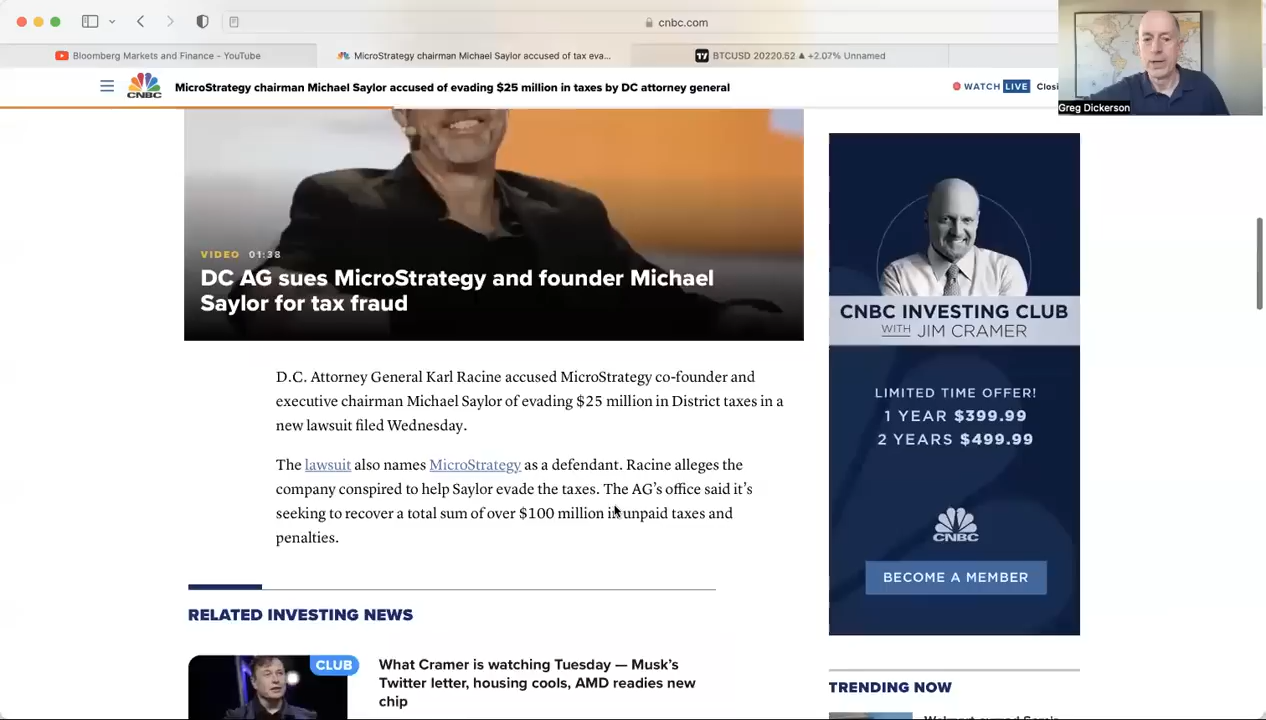 cnbc.com
Bloomberg Markets and Finance – YouTube
MicroStrategy chairman Michael Saylor accused of tax eva...
BTCUSD 20220.52 ▲ +2.07% Unnamed
CNBC
MicroStrategy chairman Michael Saylor accused of evading $25 million in taxes by DC attorney general
WATCH LIVE
Closi
Greg Dickerson
VIDEO 01:38
DC AG sues MicroStrategy and founder Michael
Saylor for tax fraud
D.C. Attorney General Karl Racine accused MicroStrategy co-founder and
executive chairman Michael Saylor of evading $25 million in District taxes in a
new lawsuit filed Wednesday.
The lawsuit also names MicroStrategy as a defendant. Racine alleges the
company conspired to help Saylor evade the taxes. The AG's office said it's
seeking to recover a total sum of over $100 million in unpaid taxes and
penalties.
RELATED INVESTING NEWS
CLUB
What Cramer is watching Tuesday — Musk's
Twitter letter, housing cools, AMD readies new
chip
CNBC INVESTING CLUB
WITH JIM CRAMER
LIMITED TIME OFFER!
1 YEAR $399.99
2 YEARS $499.99
CNBC
BECOME A MEMBER
TRENDING NOW